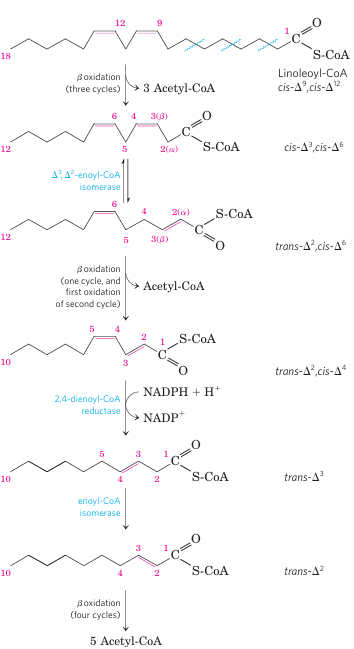 12 9 1 O
C
S-CoA
18
Linoleoyl-CoA
cis-Δ⁹,cis-Δ¹²
β oxidation
(three cycles)
3 Acetyl-CoA
6 4 3(β) O
C
S-CoA
12 5 2(α)
cis-Δ³,cis-Δ⁶
Δ³,Δ²-enoyl-CoA
isomerase
6 4 2(α) S-CoA
C
12 5 3(β) O
trans-Δ²,cis-Δ⁶
β oxidation
(one cycle, and
first oxidation
of second cycle)
Acetyl-CoA
5 4 2 1 S-CoA
C
10 3 O
trans-Δ²,cis-Δ⁴
2,4-dienoyl-CoA
reductase
NADPH + H⁺
NADP⁺
5 3 1 O
C
10 4 2 S-CoA
trans-Δ³
enoyl-CoA
isomerase
3 1 O
C
10 4 2 S-CoA
trans-Δ²
β oxidation
(four cycles)
5 Acetyl-CoA